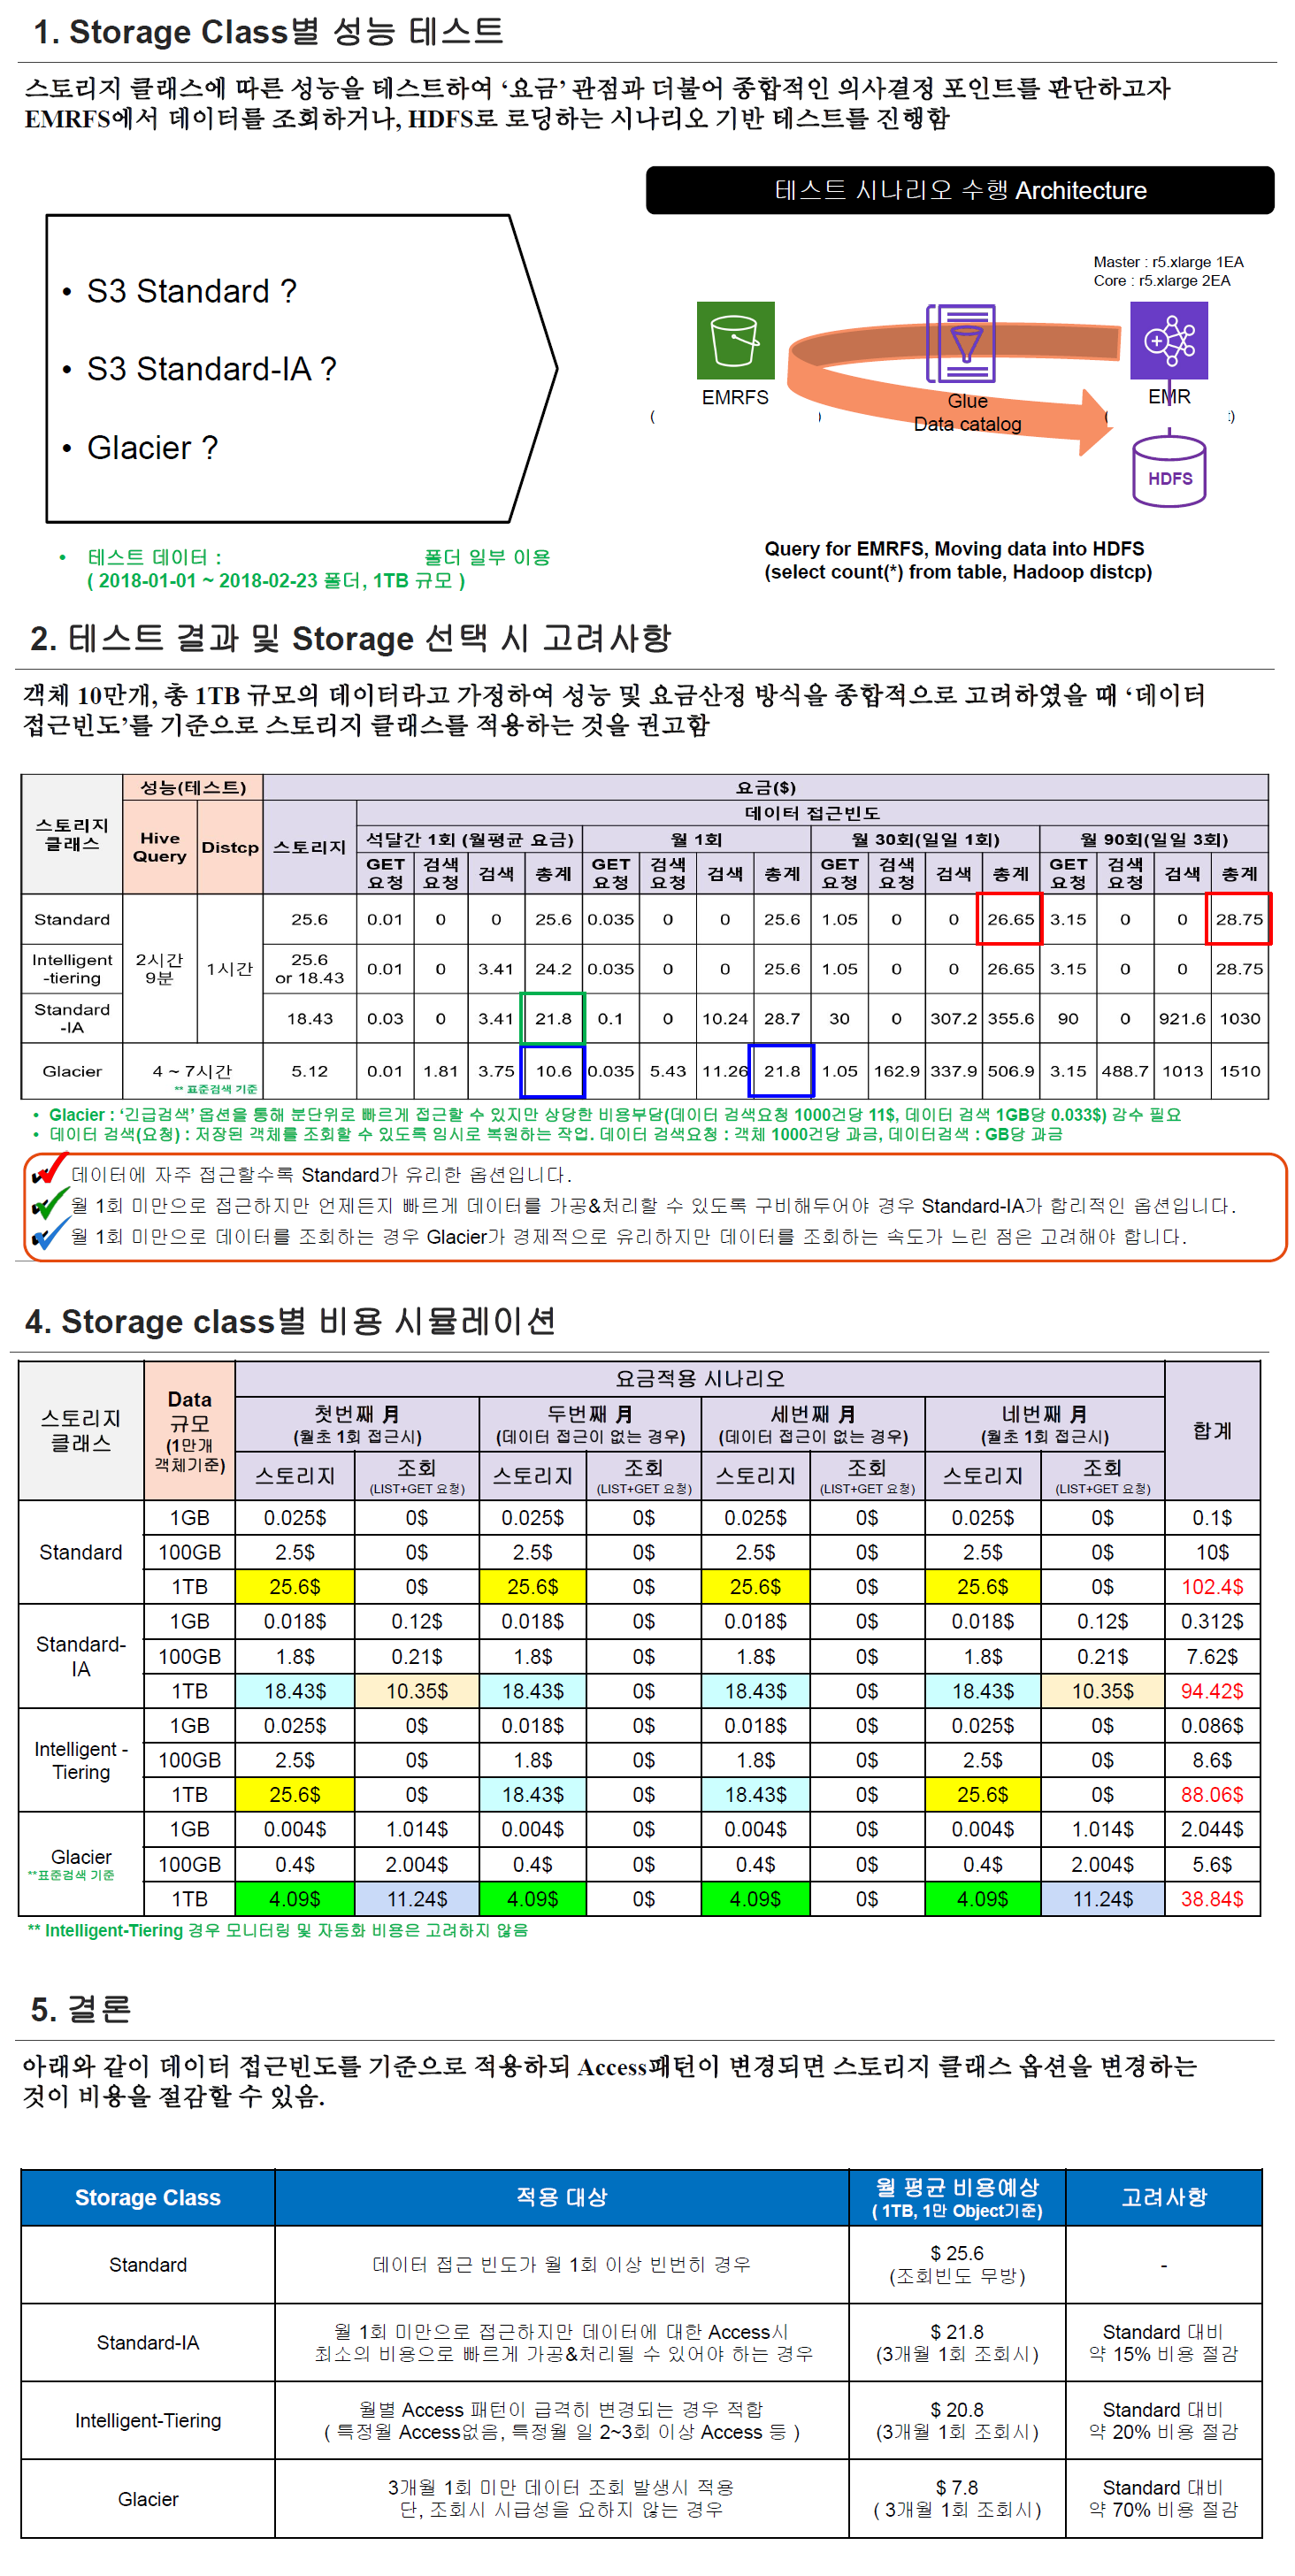 1. Storage Class별 성능 테스트
스토리지 클래스에 따른 성능을 테스트하여 ‘요금’ 관점과 더불어 종합적인 의사결정 포인트를 판단하고자
EMRFS에서 데이터를 조회하거나, HDFS로 로딩하는 시나리오 기반 테스트를 진행함
테스트 시나리오 수행 Architecture
• S3 Standard ?
• S3 Standard-IA ?
• Glacier ?
Master : r5.xlarge 1EA
Core : r5.xlarge 2EA
EMRFS
( )
Glue
Data catalog
EMR
( t)
HDFS
• 테스트 데이터 : 폴더 일부 이용
( 2018-01-01 ~ 2018-02-23 폴더, 1TB 규모 )
Query for EMRFS, Moving data into HDFS
(select count(*) from table, Hadoop distcp)
2. 테스트 결과 및 Storage 선택 시 고려사항
객체 10만개, 총 1TB 규모의 데이터라고 가정하여 성능 및 요금산정 방식을 종합적으로 고려하였을 때 ‘데이터
접근빈도’를 기준으로 스토리지 클래스를 적용하는 것을 권고함
스토리지 클래스 성능(테스트) 요금($)
Hive Query Distcp 스토리지 데이터 접근빈도
석달간 1회 (월평균 요금) 월 1회 월 30회(일일 1회) 월 90회(일일 3회)
GET 요청 검색 요청 검색 총계 GET 요청 검색 요청 검색 총계 GET 요청 검색 요청 검색 총계 GET 요청 검색 요청 검색 총계
Standard 2시간 9분 1시간 25.6 0.01 0 0 25.6 0.035 0 0 25.6 1.05 0 0 26.65 3.15 0 0 28.75
Intelligent -tiering 25.6 or 18.43 0.01 0 3.41 24.2 0.035 0 0 25.6 1.05 0 0 26.65 3.15 0 0 28.75
Standard -IA 18.43 0.03 0 3.41 21.8 0.1 0 10.24 28.7 30 0 307.2 355.6 90 0 921.6 1030
Glacier 4 ~ 7시간 ** 표준검색 기준 5.12 0.01 1.81 3.75 10.6 0.035 5.43 11.26 21.8 1.05 162.9 337.9 506.9 3.15 488.7 1013 1510
• Glacier : ‘긴급검색’ 옵션을 통해 분단위로 빠르게 접근할 수 있지만 상당한 비용부담(데이터 검색요청 1000건당 11$, 데이터 검색 1GB당 0.033$) 감수 필요
• 데이터 검색(요청) : 저장된 객체를 조회할 수 있도록 임시로 복원하는 작업. 데이터 검색요청 : 객체 1000건당 과금, 데이터검색 : GB당 과금
✔ 데이터에 자주 접근할수록 Standard가 유리한 옵션입니다.
✔ 월 1회 미만으로 접근하지만 언제든지 빠르게 데이터를 가공&처리할 수 있도록 구비해두어야 경우 Standard-IA가 합리적인 옵션입니다.
✔ 월 1회 미만으로 데이터를 조회하는 경우 Glacier가 경제적으로 유리하지만 데이터를 조회하는 속도가 느린 점은 고려해야 합니다.
4. Storage class별 비용 시뮬레이션
스토리지 클래스 Data 규모 (1만개 객체기준) 요금적용 시나리오 합계
첫번째 月 (월초 1회 접근시) 두번째 月 (데이터 접근이 없는 경우) 세번째 月 (데이터 접근이 없는 경우) 네번째 月 (월초 1회 접근시)
스토리지 조회 (LIST+GET 요청) 스토리지 조회 (LIST+GET 요청) 스토리지 조회 (LIST+GET 요청) 스토리지 조회 (LIST+GET 요청)
Standard 1GB 0.025$ 0$ 0.025$ 0$ 0.025$ 0$ 0.025$ 0$ 0.1$
100GB 2.5$ 0$ 2.5$ 0$ 2.5$ 0$ 2.5$ 0$ 10$
1TB 25.6$ 0$ 25.6$ 0$ 25.6$ 0$ 25.6$ 0$ 102.4$
Standard-IA 1GB 0.018$ 0.12$ 0.018$ 0$ 0.018$ 0$ 0.018$ 0.12$ 0.312$
100GB 1.8$ 0.21$ 1.8$ 0$ 1.8$ 0$ 1.8$ 0.21$ 7.62$
1TB 18.43$ 10.35$ 18.43$ 0$ 18.43$ 0$ 18.43$ 10.35$ 94.42$
Intelligent - Tiering 1GB 0.025$ 0$ 0.018$ 0$ 0.018$ 0$ 0.025$ 0$ 0.086$
100GB 2.5$ 0$ 1.8$ 0$ 1.8$ 0$ 2.5$ 0$ 8.6$
1TB 25.6$ 0$ 18.43$ 0$ 18.43$ 0$ 25.6$ 0$ 88.06$
Glacier **표준검색 기준 1GB 0.004$ 1.014$ 0.004$ 0$ 0.004$ 0$ 0.004$ 1.014$ 2.044$
100GB 0.4$ 2.004$ 0.4$ 0$ 0.4$ 0$ 0.4$ 2.004$ 5.6$
1TB 4.09$ 11.24$ 4.09$ 0$ 4.09$ 0$ 4.09$ 11.24$ 38.84$
** Intelligent-Tiering 경우 모니터링 및 자동화 비용은 고려하지 않음
5. 결론
아래와 같이 데이터 접근빈도를 기준으로 적용하되 Access패턴이 변경되면 스토리지 클래스 옵션을 변경하는
것이 비용을 절감할 수 있음.
Storage Class 적용 대상 월 평균 비용예상 ( 1TB, 1만 Object기준) 고려사항
Standard 데이터 접근 빈도가 월 1회 이상 빈번히 경우 $ 25.6 (조회빈도 무방) -
Standard-IA 월 1회 미만으로 접근하지만 데이터에 대한 Access시 최소의 비용으로 빠르게 가공&처리될 수 있어야 하는 경우 $ 21.8 (3개월 1회 조회시) Standard 대비 약 15% 비용 절감
Intelligent-Tiering 월별 Access 패턴이 급격히 변경되는 경우 적합 ( 특정월 Access없음, 특정월 일 2~3회 이상 Access 등 ) $ 20.8 (3개월 1회 조회시) Standard 대비 약 20% 비용 절감
Glacier 3개월 1회 미만 데이터 조회 발생시 적용 단, 조회시 시급성을 요하지 않는 경우 $ 7.8 ( 3개월 1회 조회시) Standard 대비 약 70% 비용 절감